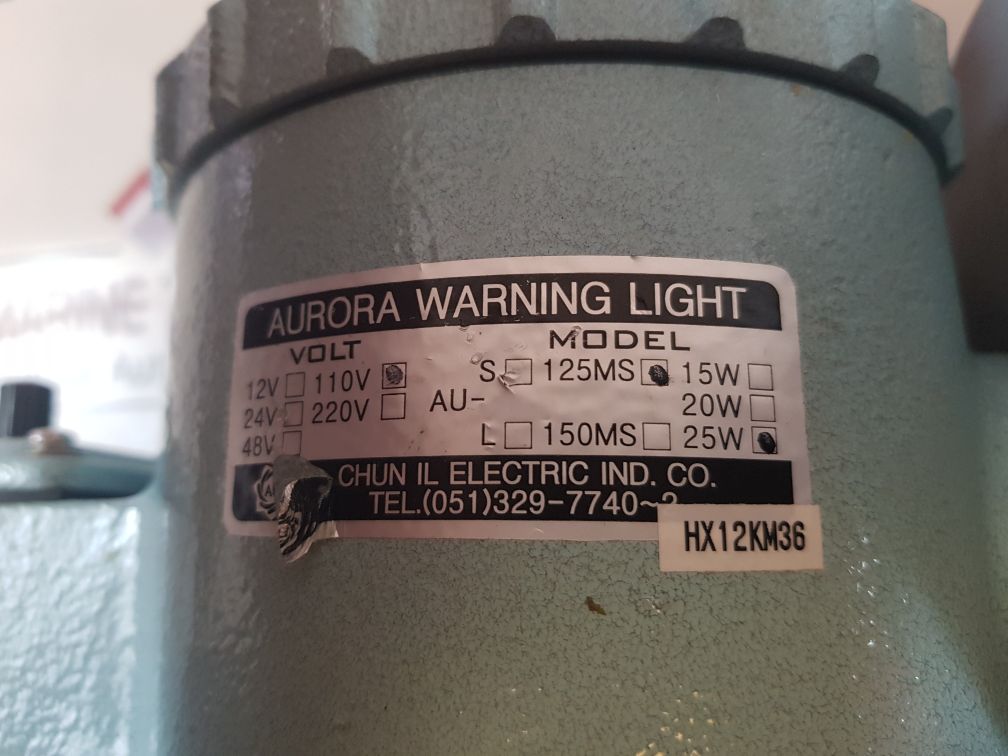 AURORA WARNING LIGHT
VOLT MODEL
12V 110V S 125MS 15W
24V 220V AU- 20W
48V L 150MS 25W
CHUN IL ELECTRIC IND. CO.
TEL.(051)329-7740~
HX12KM36